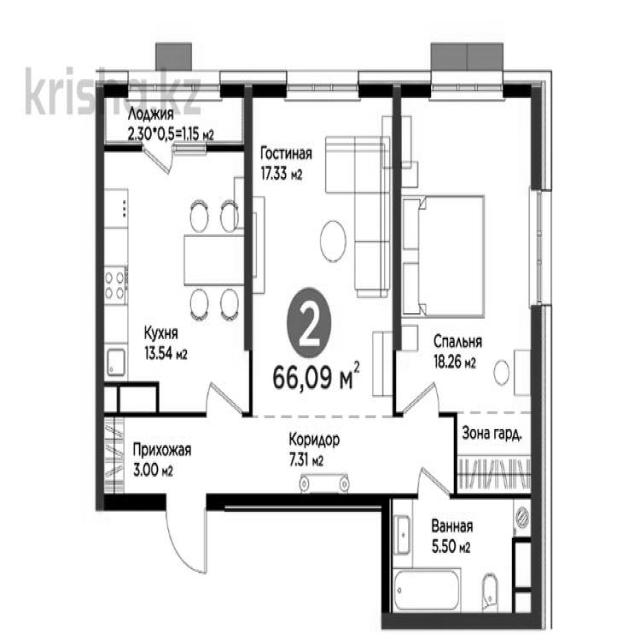 krisha.kz
Лоджия
2.30*0,5=1.15 м2
Гостиная
17.33 м2
Кухня
13.54 м2
2
66,09 м2
Спальня
18.26 м2
Зона гард.
Прихожая
3.00 м2
Коридор
7.31 м2
Ванная
5.50 м2